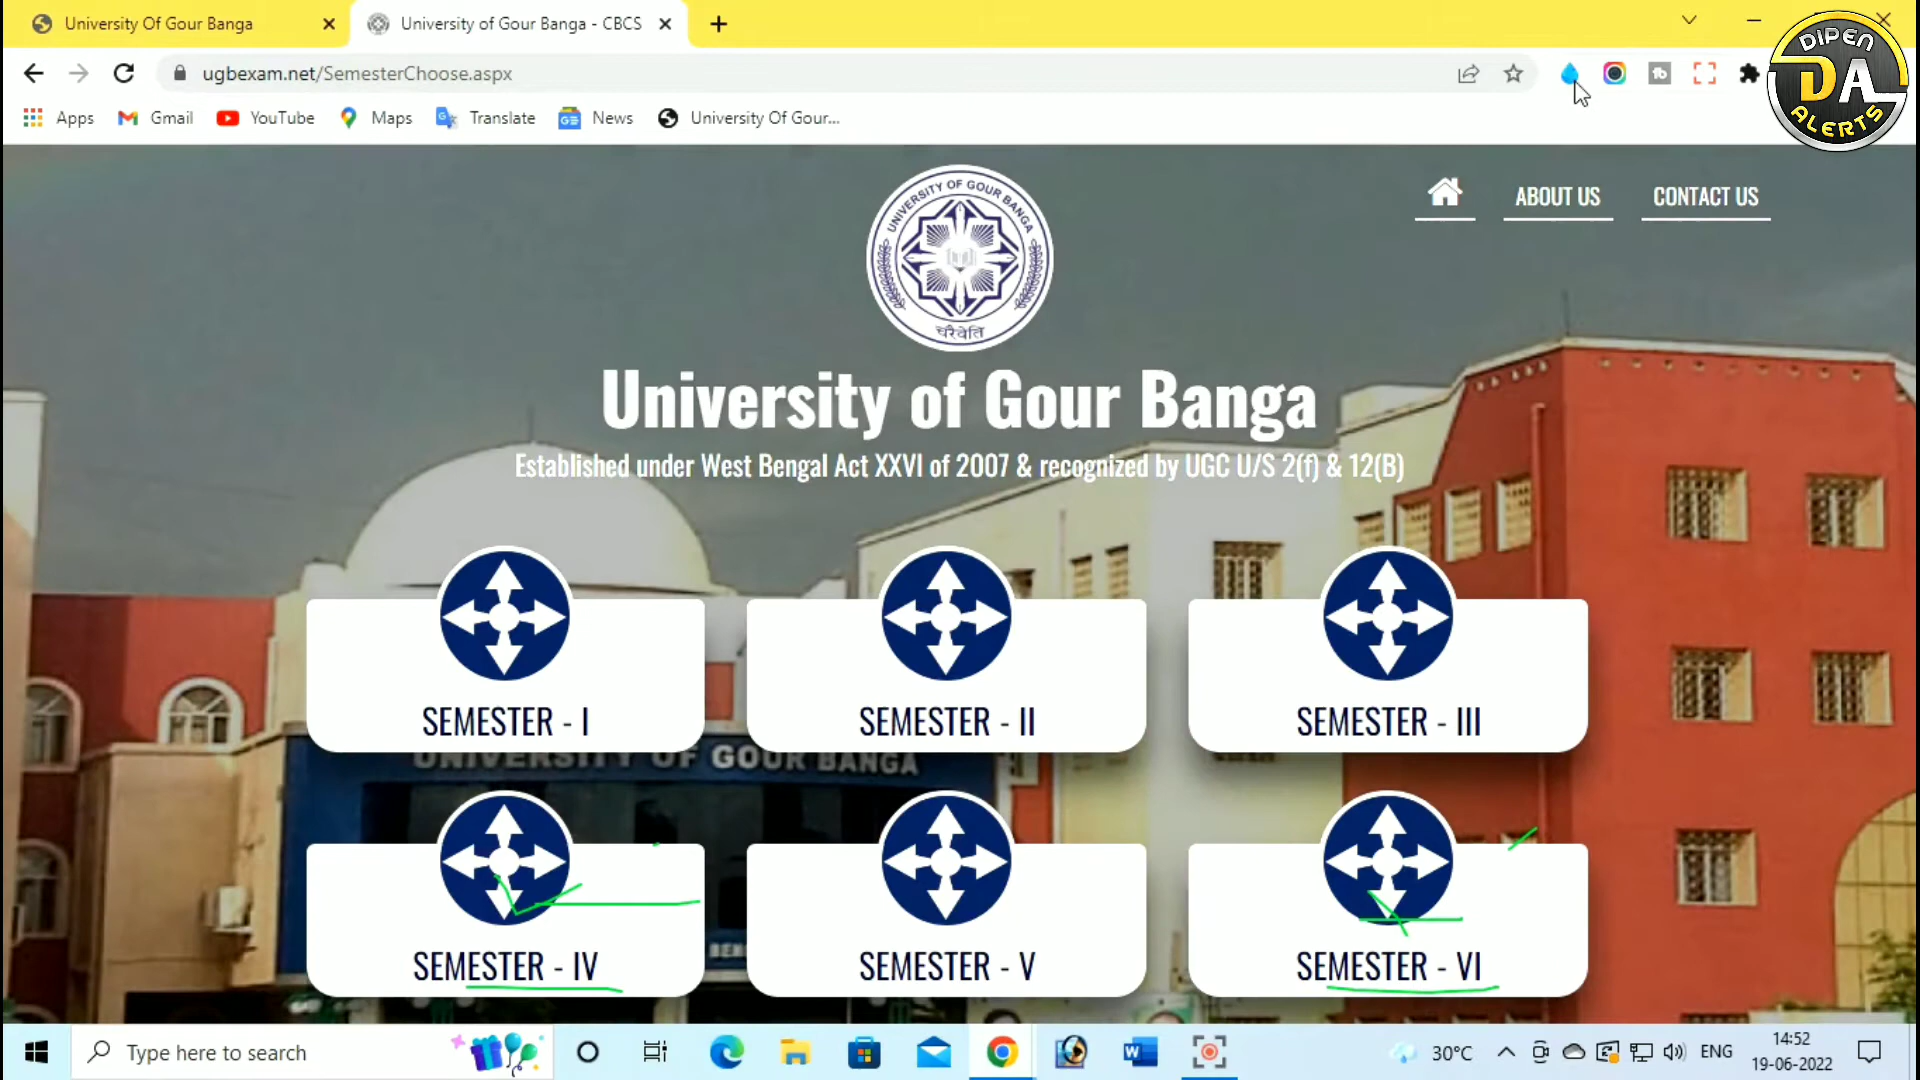 University Of Gour Banga
University of Gour Banga - CBCS
DIPEN
DA
ALERTS
ugbexam.net/SemesterChoose.aspx
Apps
Gmail
YouTube
Maps
Translate
News
University Of Gour...
UNIVERSITY OF GOUR BANGA
चरैवेति
ABOUT US
CONTACT US
University of Gour Banga
Established under West Bengal Act XXVI of 2007 & recognized by UGC U/S 2(f) & 12(B)
SEMESTER - I
SEMESTER - II
SEMESTER - III
UNIVERSITY OF GOUR BANGA
SEMESTER - IV
SEMESTER - V
SEMESTER - VI
Type here to search
30°C
ENG
14:52
19-06-2022